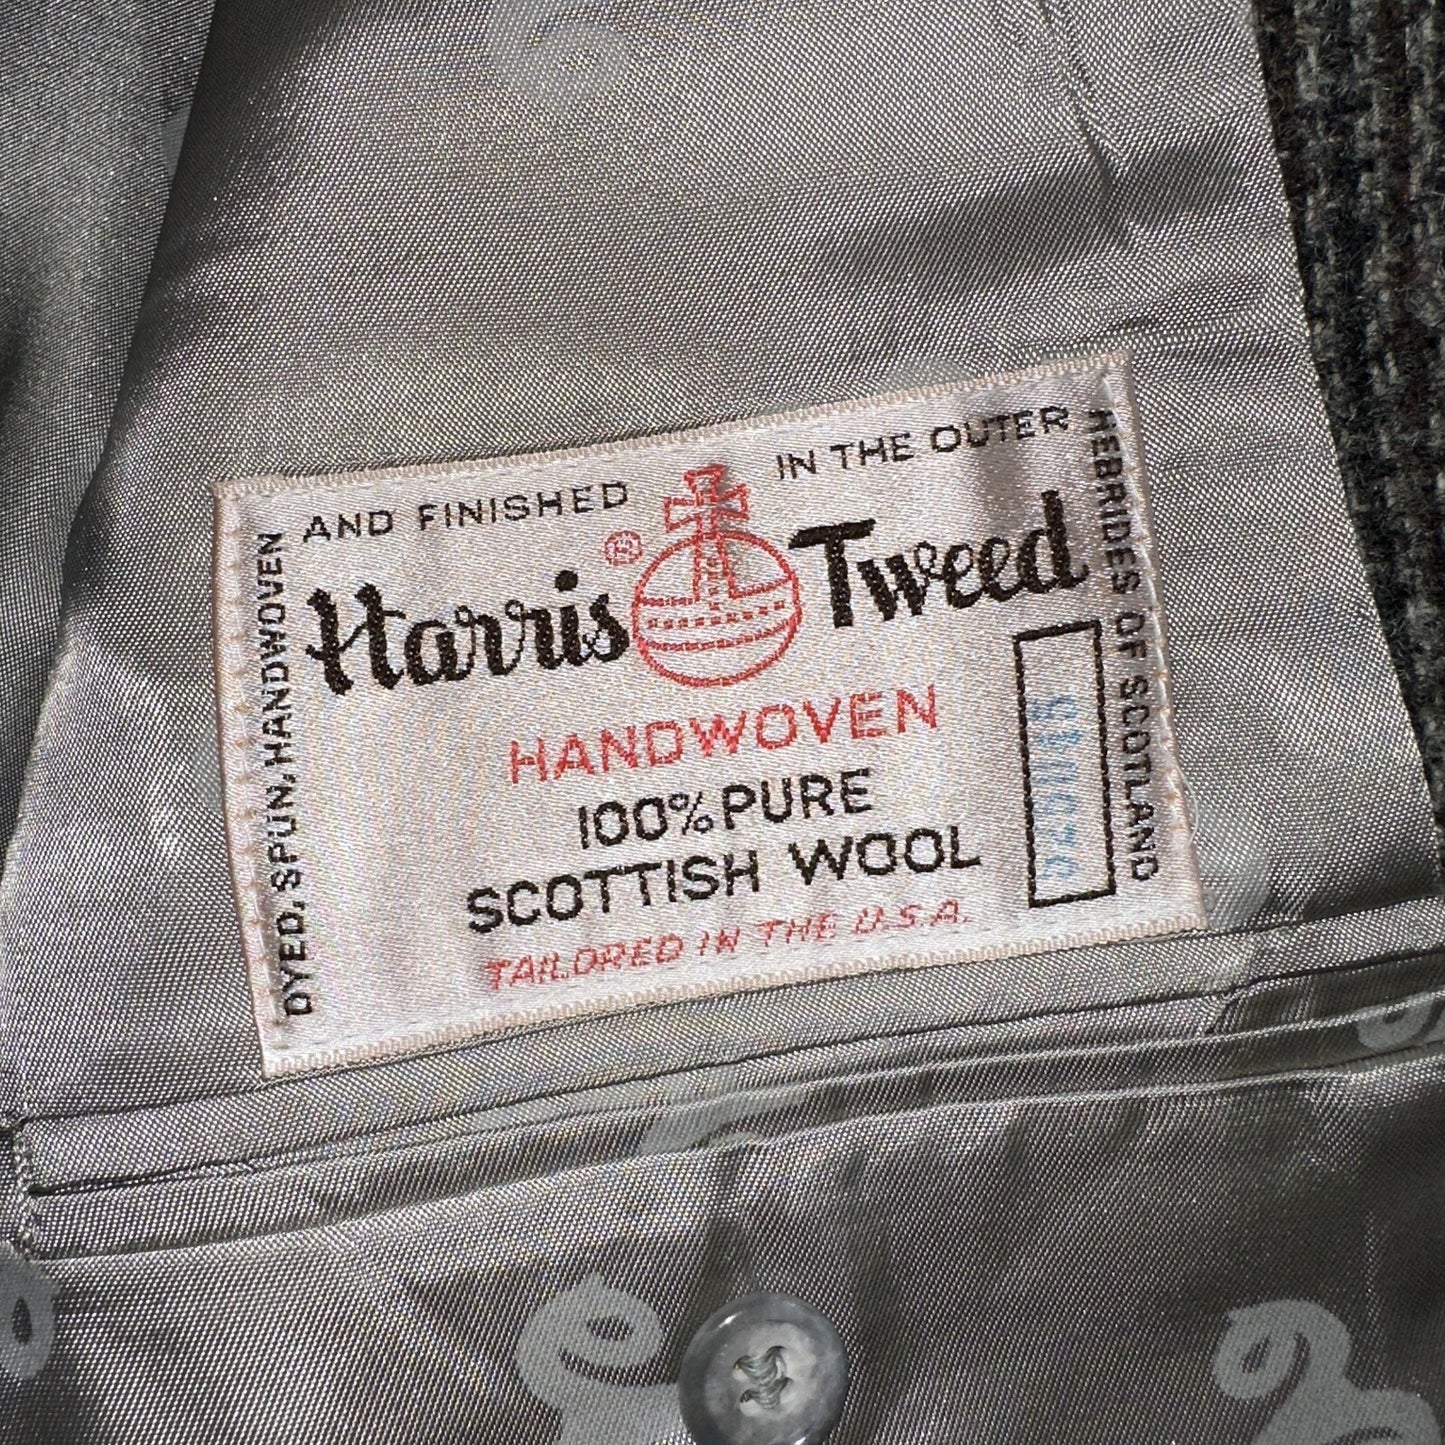 DYED, SPUN, HANDWOVEN
AND FINISHED
IN THE OUTER
HEBRIDES OF SCOTLAND
Harris ® Tweed
HANDWOVEN
100% PURE
SCOTTISH WOOL
TAILORED IN THE U.S.A.